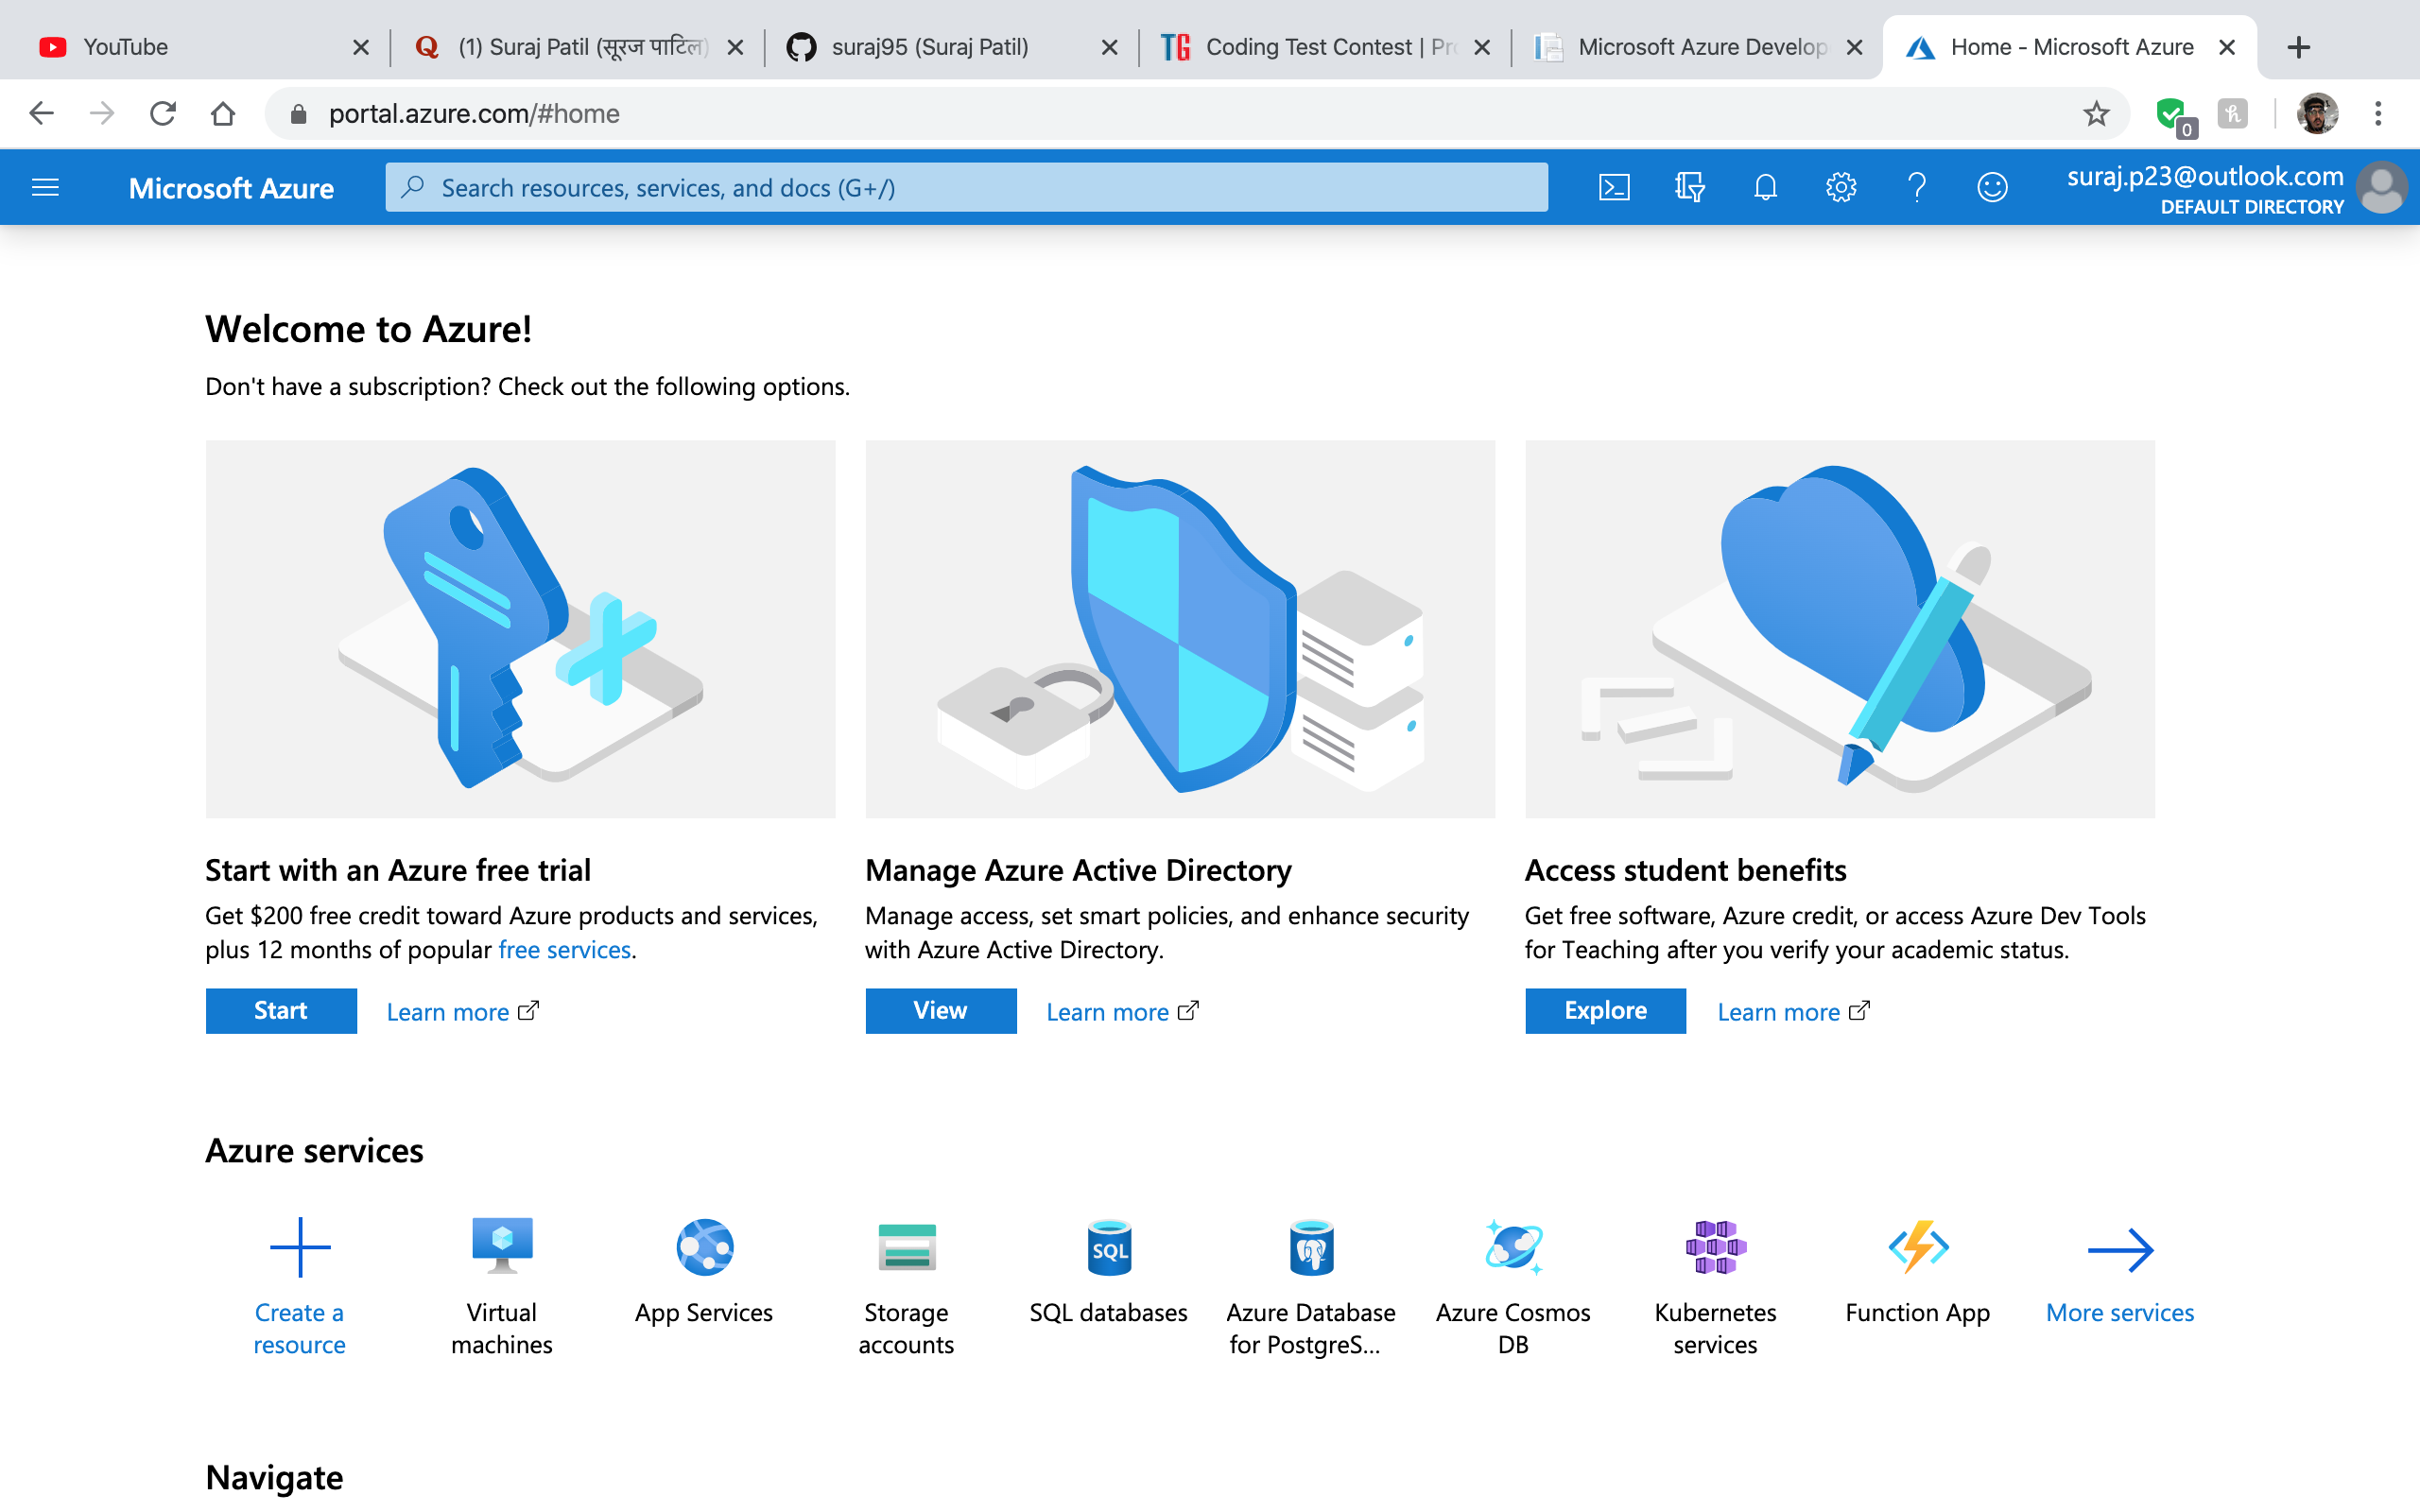 YouTube
(1) Suraj Patil (सूरज पाटिल)
suraj95 (Suraj Patil)
TG Coding Test Contest |
Microsoft Azure Develop
Home - Microsoft Azure
portal.azure.com/#home
0
Microsoft Azure
Search resources, services, and docs (G+/)
suraj.p23@outlook.com
DEFAULT DIRECTORY
Welcome to Azure!
Don't have a subscription? Check out the following options.
Start with an Azure free trial
Get $200 free credit toward Azure products and services,
plus 12 months of popular free services.
Start
Learn more
Manage Azure Active Directory
Manage access, set smart policies, and enhance security
with Azure Active Directory.
View
Learn more
Access student benefits
Get free software, Azure credit, or access Azure Dev Tools
for Teaching after you verify your academic status.
Explore
Learn more
Azure services
Create a
resource
Virtual
machines
App Services
Storage
accounts
SQL
SQL databases
Azure Database
for PostgreS...
Azure Cosmos
DB
Kubernetes
services
Function App
More services
Navigate